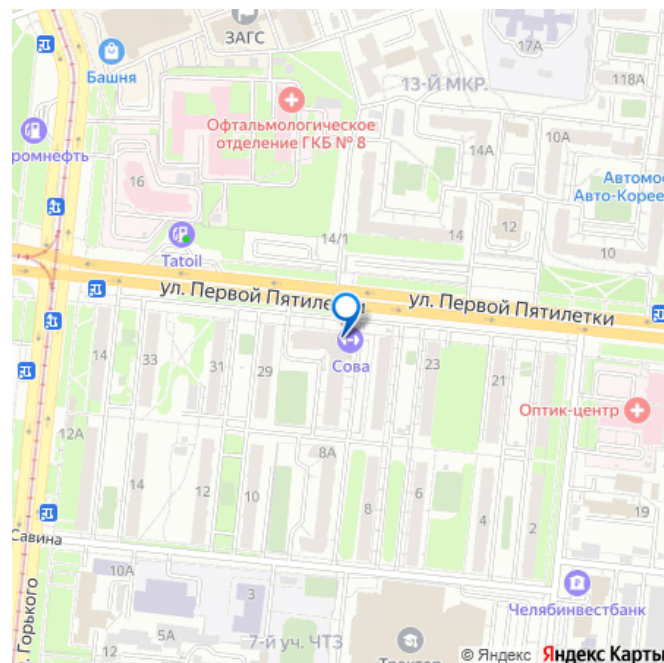 ЗАГС
17А
Башня
118А
13-Й МКР.
Офтальмологическое
отделение ГКБ № 8
14А
10А
ромнефть
16
Автомо
Авто-Корее
12
14/1
14
10
Tatoil
ул. Первой Пятилетки
ул. Первой Пятилетки
14
33
31
29
Сова
23
21
Оптик-центр
12А
8А
14
12
10
8
6
4
2
19
Савина
10А
3
Челябинвестбанк
12
5А
7-й уч. ЧТЗ
Горького
Трактор
© Яндекс Яндекс Карты